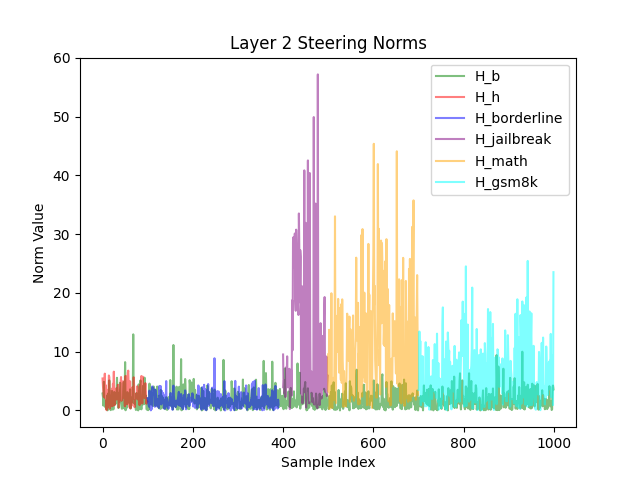 Layer 2 Steering Norms
60
50
40
30
20
10
0
Norm Value
H_b
H_h
H_borderline
H_jailbreak
H_math
H_gsm8k
0 200 400 600 800 1000
Sample Index